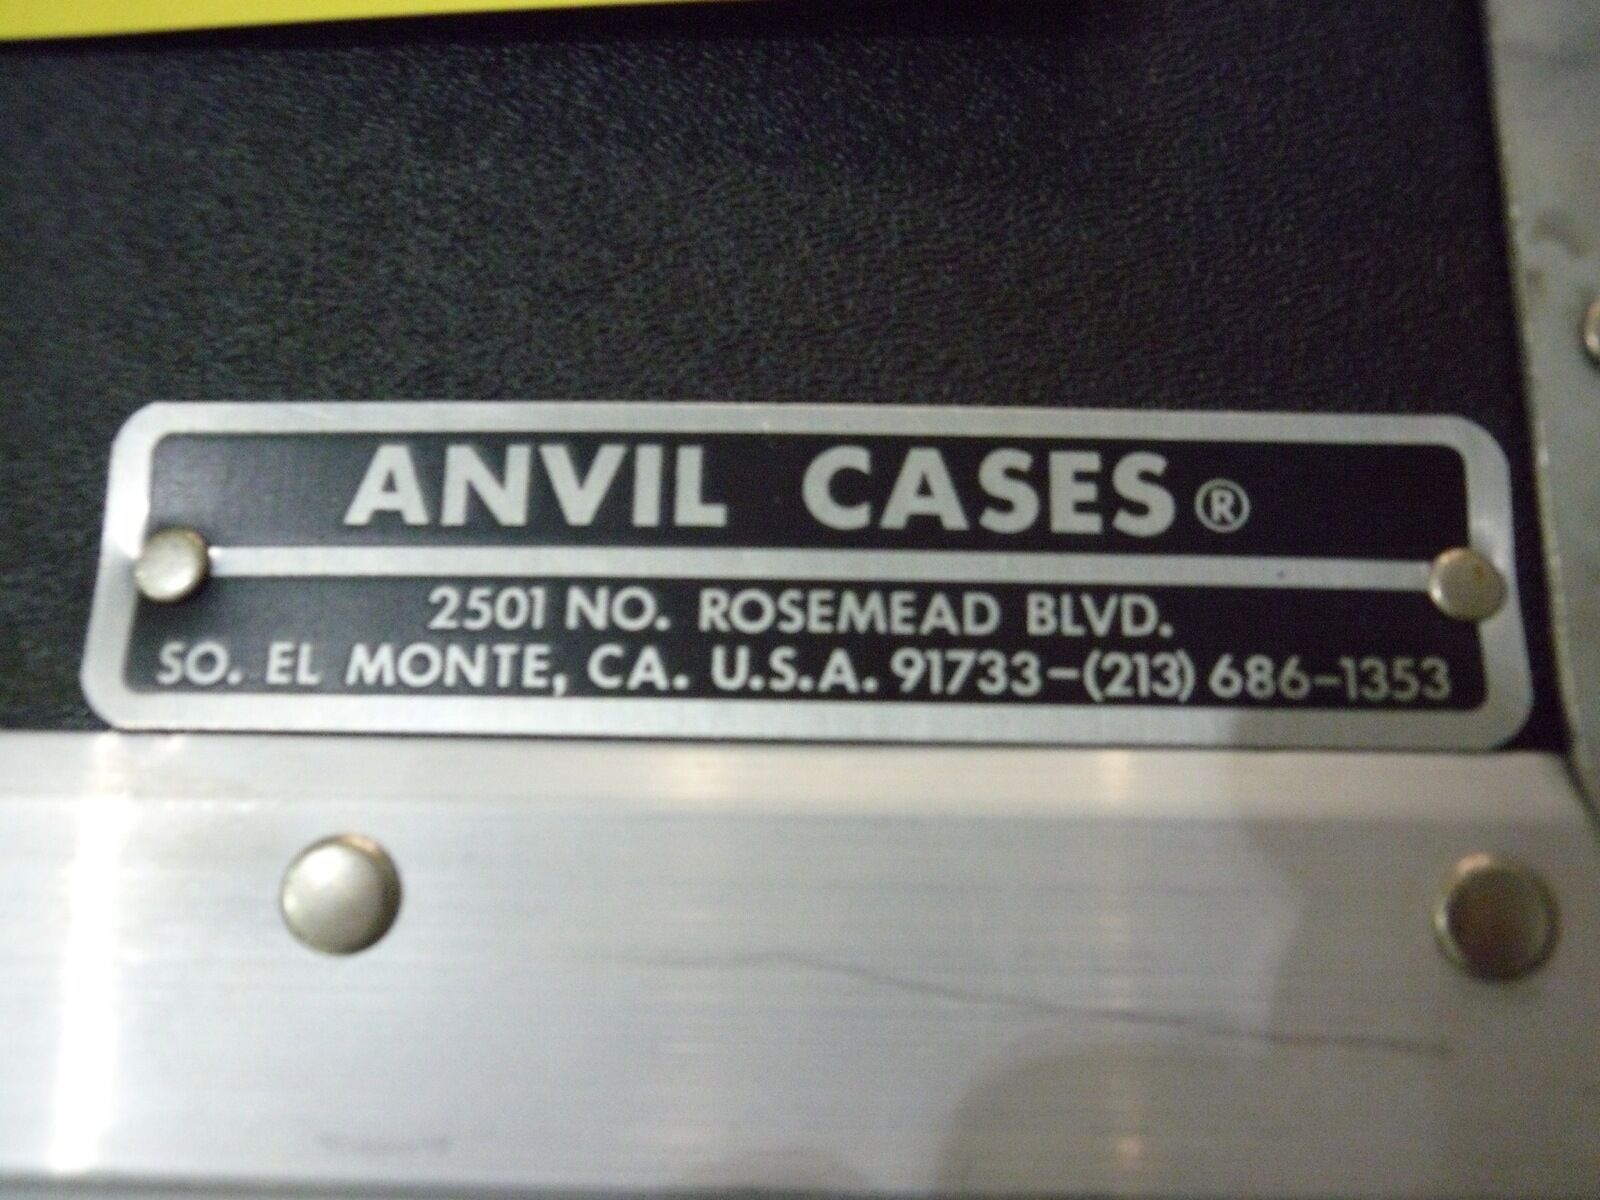 ANVIL CASES ®
2501 NO. ROSEMEAD BLVD.
SO. EL MONTE, CA. U.S.A. 91733-(213) 686-1353